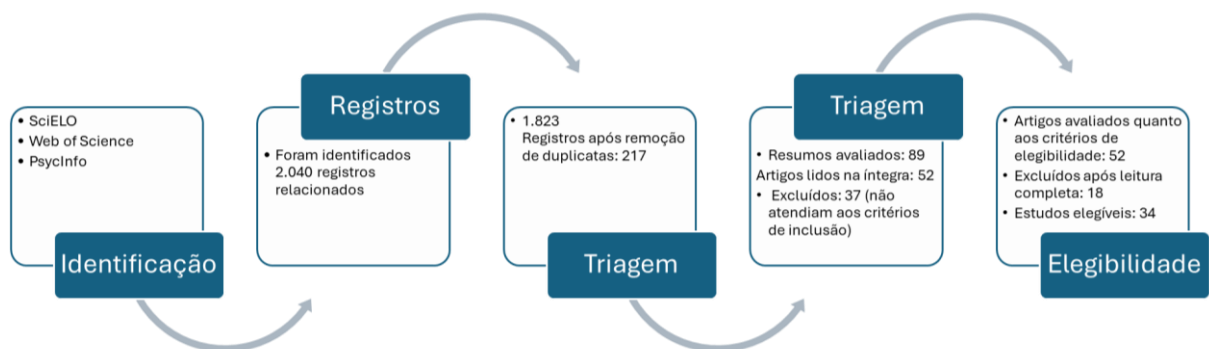 • SciELO
• Web of Science
• PsycInfo
Identificação
Registros
• Foram identificados
2.040 registros
relacionados
• 1.823
Registros após remoção
de duplicatas: 217
Triagem
Triagem
• Resumos avaliados: 89
Artigos lidos na íntegra: 52
• Excluídos: 37 (não
atendiam aos critérios
de inclusão)
• Artigos avaliados quanto
aos critérios de
elegibilidade: 52
• Excluídos após leitura
completa: 18
• Estudos elegíveis: 34
Elegibilidade